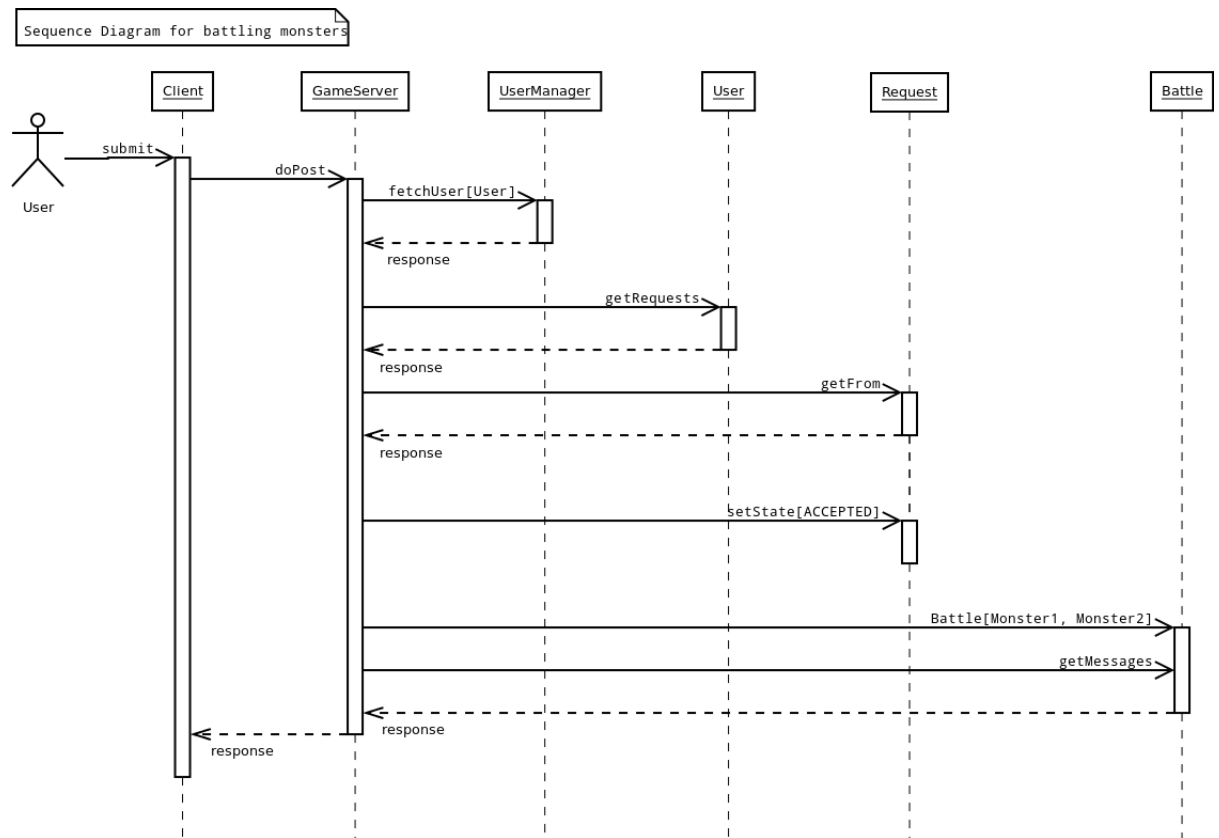 Sequence Diagram for battling monsters
Client
GameServer
UserManager
User
Request
Battle
submit
doPost
fetchUser[User]
User
response
getRequests
response
getFrom
response
setState[ACCEPTED]
Battle[Monster1, Monster2]
getMessages
response
response